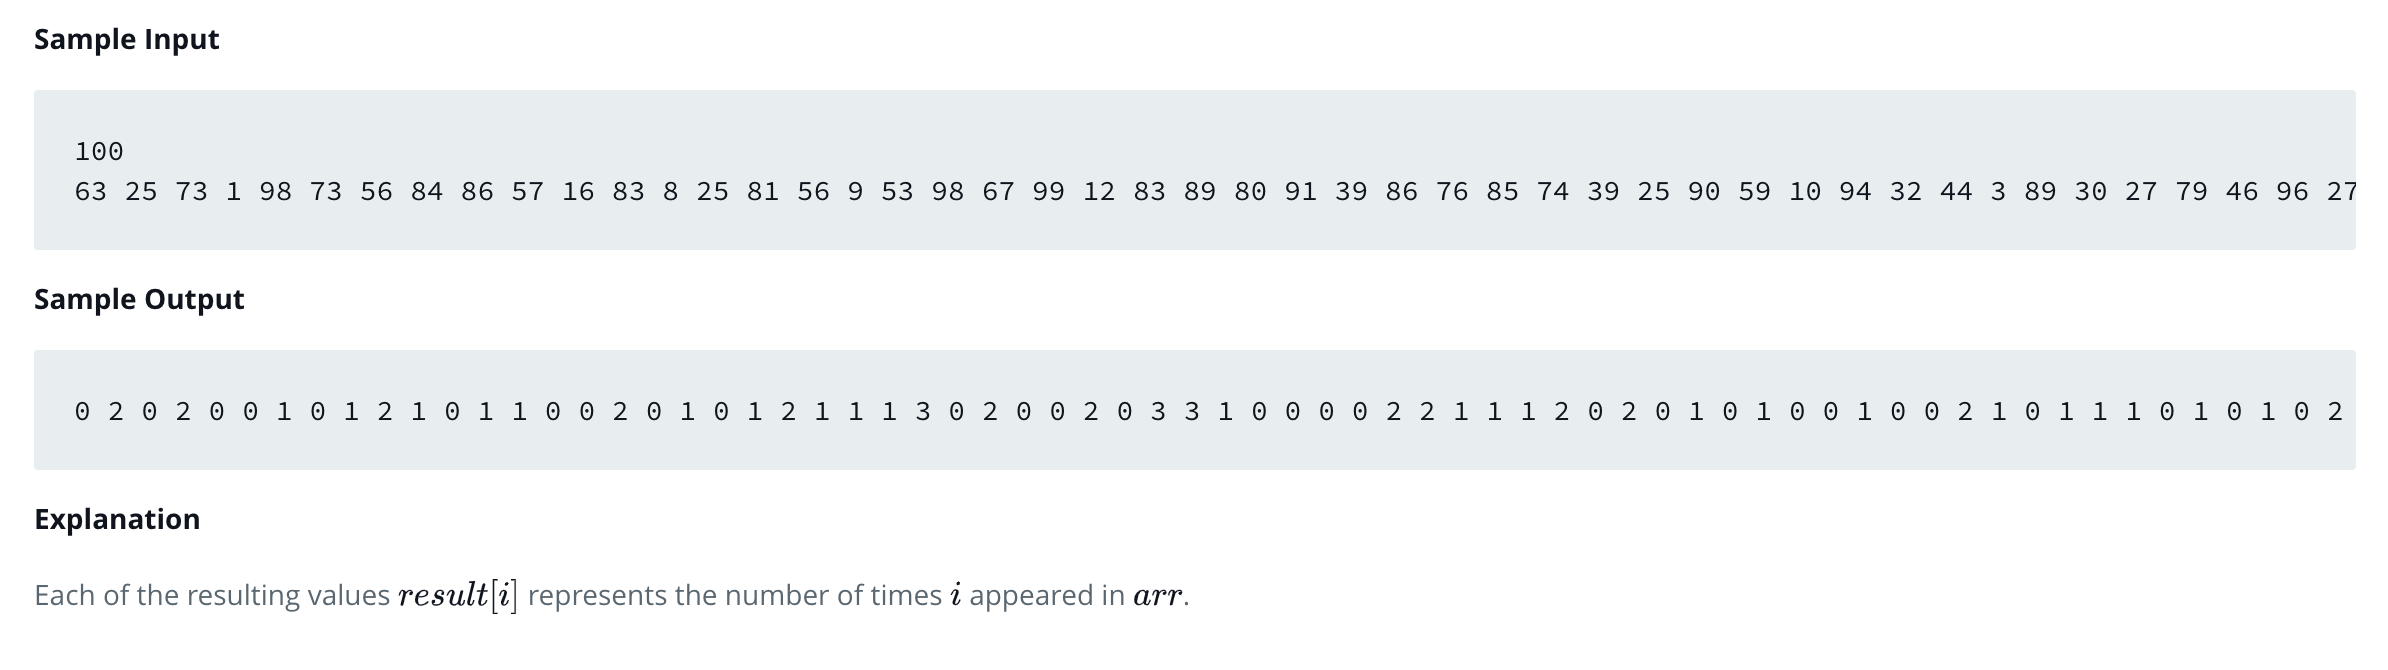 Sample Input
100
63 25 73 1 98 73 56 84 86 57 16 83 8 25 81 56 9 53 98 67 99 12 83 89 80 91 39 86 76 85 74 39 25 90 59 10 94 32 44 3 89 30 27 79 46 96 27
Sample Output
0 2 0 2 0 0 1 0 1 2 1 0 1 1 0 0 2 0 1 0 1 2 1 1 1 3 0 2 0 0 2 0 3 3 1 0 0 0 0 2 2 1 1 1 2 0 2 0 1 0 1 0 0 1 0 0 2 1 0 1 1 1 0 1 0 1 0 2
Explanation
Each of the resulting values result[i] represents the number of times i appeared in arr.